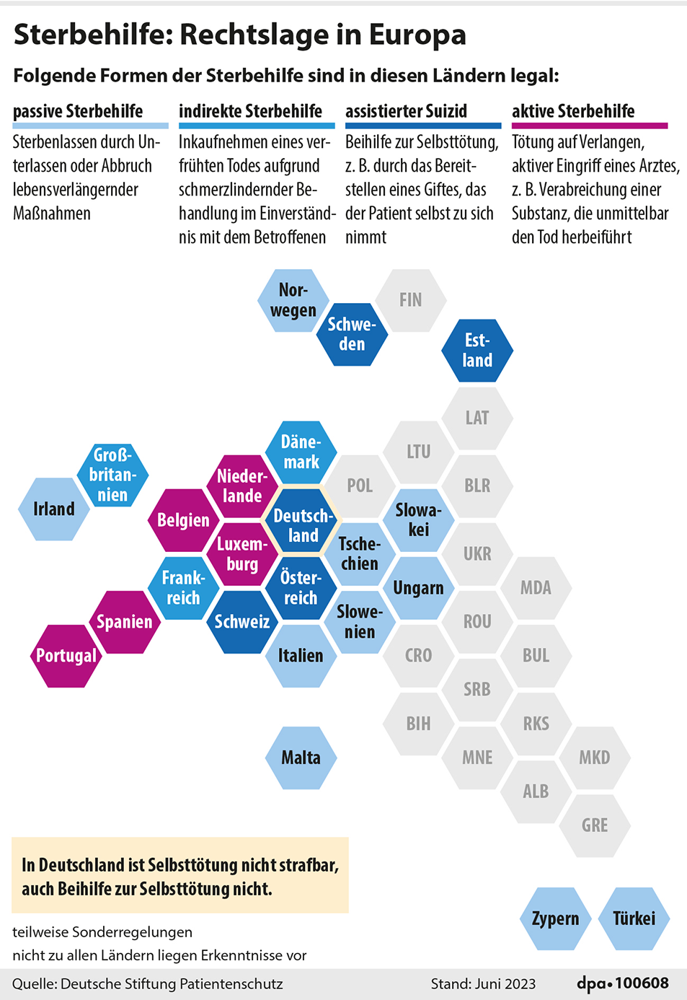 Sterbehilfe: Rechtslage in Europa
Folgende Formen der Sterbehilfe sind in diesen Ländern legal:
passive Sterbehilfe
Sterbenlassen durch Un-
terlassen oder Abbruch
lebensverlängernder
Maßnahmen
indirekte Sterbehilfe
Inkaufnehmen eines ver-
frühten Todes aufgrund
schmerzlindernder Be-
handlung im Einverständ-
nis mit dem Betroffenen
assistierter Suizid
Beihilfe zur Selbsttötung,
z. B. durch das Bereit-
stellen eines Giftes, das
der Patient selbst zu sich
nimmt
aktive Sterbehilfe
Tötung auf Verlangen,
aktiver Eingriff eines Arztes,
z. B. Verabreichung einer
Substanz, die unmittelbar
den Tod herbeiführt
Nor-
wegen
Schwe-
den
FIN
Est-
land
LAT
Däne-
mark
LTU
Groß-
britan-
nien
Irland
Nieder-
lande
POL
BLR
Belgien
Deutsch-
land
Slowa-
kei
Luxem-
burg
Tsche-
chien
UKR
Frank-
reich
Öster-
reich
Ungarn
MDA
Spanien
Schweiz
Slowe-
nien
ROU
Portugal
Italien
CRO
BUL
SRB
BIH
RKS
Malta
MNE
MKD
ALB
GRE
In Deutschland ist Selbsttötung nicht strafbar,
auch Beihilfe zur Selbsttötung nicht.
Zypern
Türkei
teilweise Sonderregelungen
nicht zu allen Ländern liegen Erkenntnisse vor
Quelle: Deutsche Stiftung Patientenschutz
Stand: Juni 2023
dpa•100608